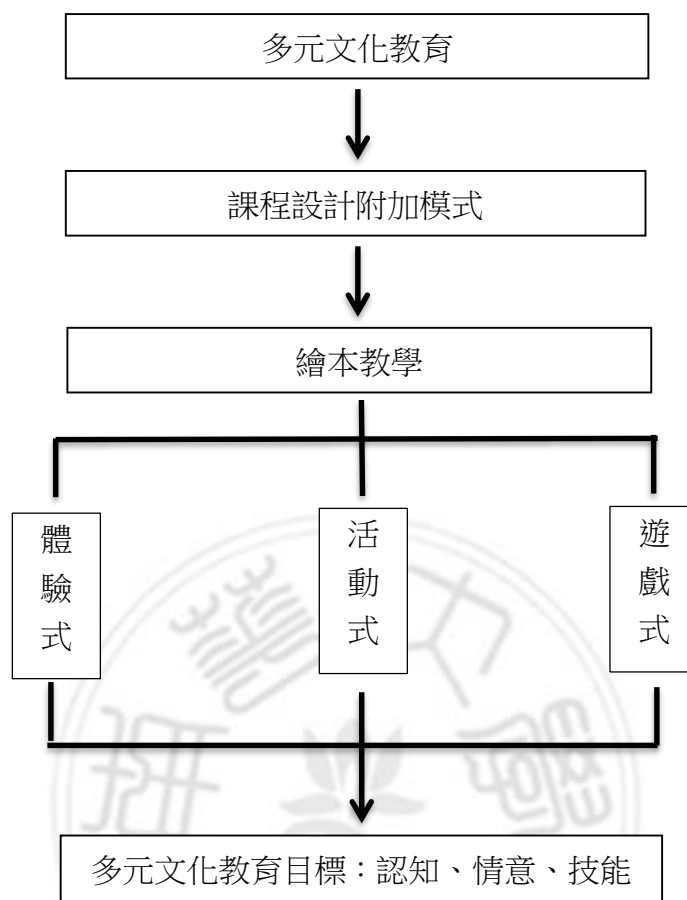 多元文化教育
課程設計附加模式
繪本教學
體驗式
活動式
遊戲式
多元文化教育目標：認知、情意、技能